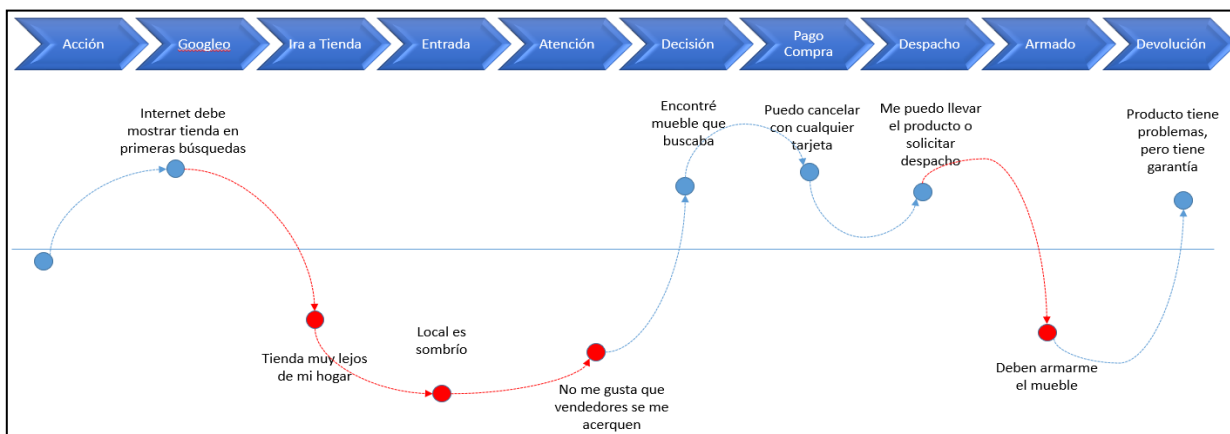 Acción
Googleo
Ira a Tienda
Entrada
Atención
Decisión
Pago
Compra
Despacho
Armado
Devolución
Internet debe
mostrar tienda en
primeras búsquedas
Tienda muy lejos
de mi hogar
Local es
sombrío
No me gusta que
vendedores se me
acerquen
Encontré
mueble que
buscaba
Puedo cancelar
con cualquier
tarjeta
Me puedo llevar
el producto o
solicitar
despacho
Deben armarme
el mueble
Producto tiene
problemas,
pero tiene
garantía